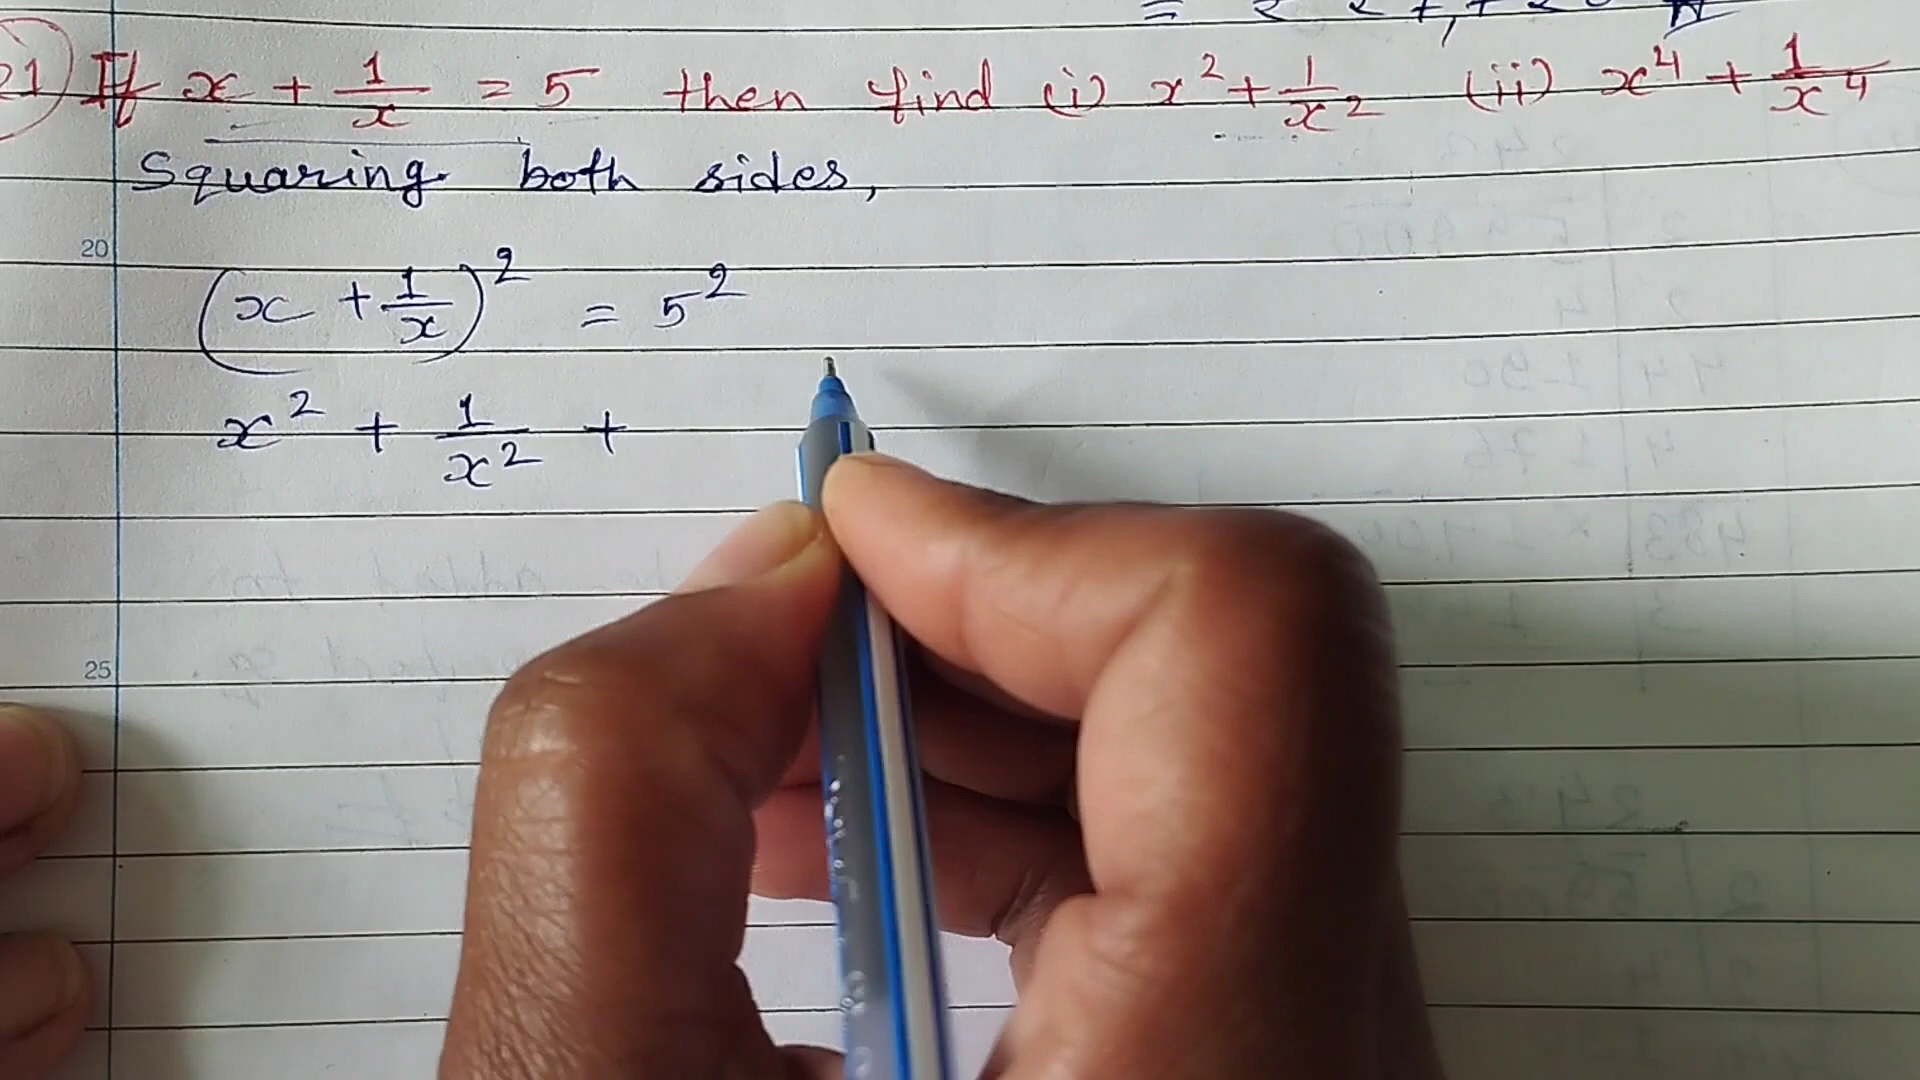 21) If x + 1/x = 5 then find (i) x² + 1/x² (ii) x⁴ + 1/x⁴
Squaring both sides,
20
(x + 1/x)² = 5²
x² + 1/x² +
25